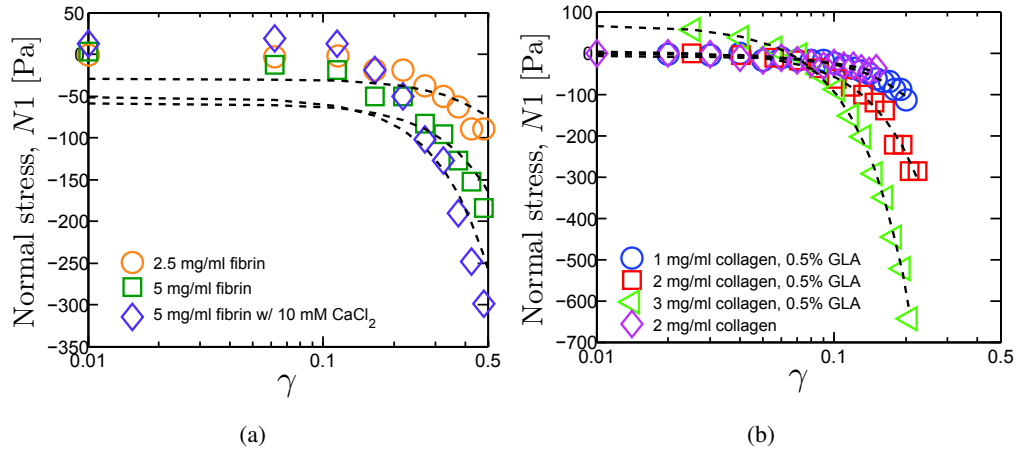 50
0
-50
-100
-150
-200
-250
-300
-350
0.01
0.1
0.5
Normal stress, N1 [Pa]
γ
2.5 mg/ml fibrin
5 mg/ml fibrin
5 mg/ml fibrin w/ 10 mM CaCl₂
(a)
100
0
-100
-200
-300
-400
-500
-600
-700
0.01
0.1
0.5
Normal stress, N1 [Pa]
γ
1 mg/ml collagen, 0.5% GLA
2 mg/ml collagen, 0.5% GLA
3 mg/ml collagen, 0.5% GLA
2 mg/ml collagen
(b)